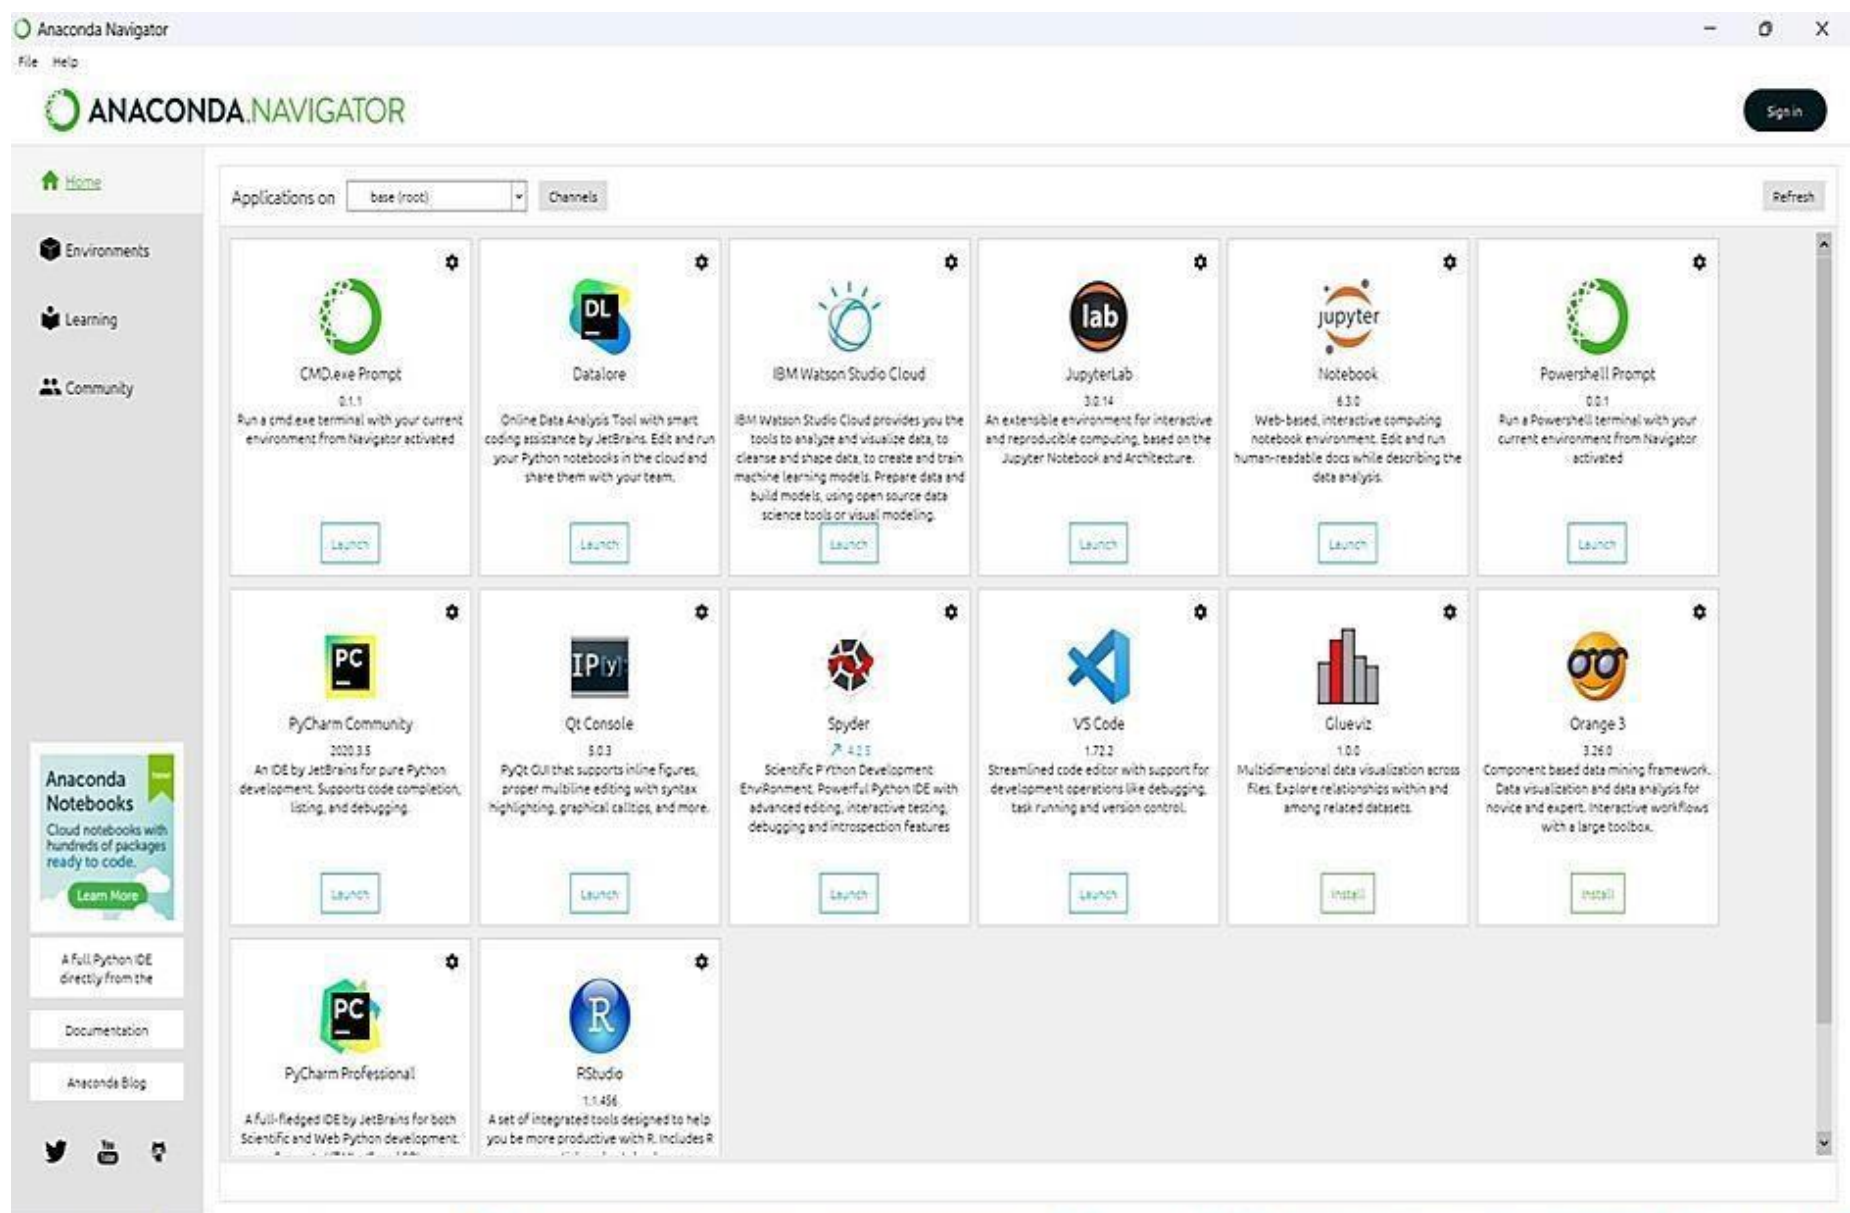 Anaconda Navigator
File Help
ANACONDA.NAVIGATOR
Sign in
Home
Environments
Learning
Community
Applications on base (root) Channels
Refresh
CMD.exe Prompt
0.1.1
Run a cmd.exe terminal with your current
environment from Navigator activated
Launch
DL
Datalore
Online Data Analysis Tool with smart
coding assistance by JetBrains. Edit and run
your Python notebooks in the cloud and
share them with your team.
Launch
IBM Watson Studio Cloud
IBM Watson Studio Cloud provides you the
tools to analyze and visualize data, to
cleanse and shape data, to create and train
machine learning models. Prepare data and
build models, using open source data
science tools or visual modeling.
Launch
lab
JupyterLab
3.0.14
An extensible environment for interactive
and reproducible computing, based on the
Jupyter Notebook and Architecture.
Launch
jupyter
Notebook
6.3.0
Web-based, interactive computing
notebook environment. Edit and run
human-readable docs while describing the
data analysis.
Launch
Powershell Prompt
0.0.1
Run a Powershell terminal with your
current environment from Navigator
activated
Launch
PC
PyCharm Community
2020.3.5
An IDE by JetBrains for pure Python
development. Supports code completion,
listing, and debugging.
Launch
IP[y]:
Qt Console
5.0.3
PyQt GUI that supports inline figures,
proper multiline editing with syntax
highlighting, graphical calltips, and more.
Launch
Spyder
4.2.5
Scientific PYthon Development
EnviRonment. Powerful Python IDE with
advanced editing, interactive testing,
debugging and introspection features
Launch
VS Code
1.72.2
Streamlined code editor with support for
development operations like debugging,
task running and version control.
Launch
Glueviz
1.0.0
Multidimensional data visualization across
files. Explore relationships within and
among related datasets.
Install
Orange 3
3.26.0
Component based data mining framework.
Data visualization and data analysis for
novice and expert. Interactive workflows
with a large toolbox.
Install
PC
PyCharm Professional
A full-fledged IDE by JetBrains for both
Scientific and Web Python development.
R
RStudio
1.1.456
A set of integrated tools designed to help
you be more productive with R. Includes R
Anaconda
Notebooks
New
Cloud notebooks with
hundreds of packages
ready to code.
Learn More
A full Python IDE
directly from the
Documentation
Anaconda Blog
You
Tube